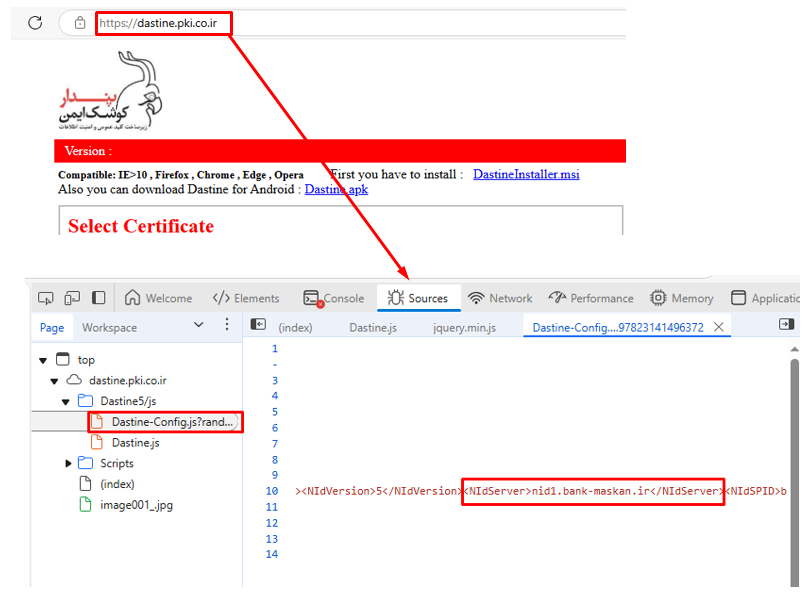 https://dastine.pki.co.ir
پندار
کوشک‌ایمن
زیرساخت کلید عمومی و امنیت اطلاعات
Version :
Compatible: IE>10 , Firefox , Chrome , Edge , Opera First you have to install : DastineInstaller.msi
Also you can download Dastine for Android : Dastine.apk
Select Certificate
Welcome Elements Console Sources Network Performance Memory Applicatio
Page Workspace (index) Dastine.js jquery.min.js Dastine-Config....97823141496372
top
dastine.pki.co.ir
Dastine5/js
Dastine-Config.js?rand...
Dastine.js
Scripts
(index)
image001_.jpg
1
-
3
4
5
6
7
8
9
10 ><NIdVersion>5</NIdVersion><NIdServer>nid1.bank-maskan.ir</NIdServer><NIdSPID>b
11
12
13
14